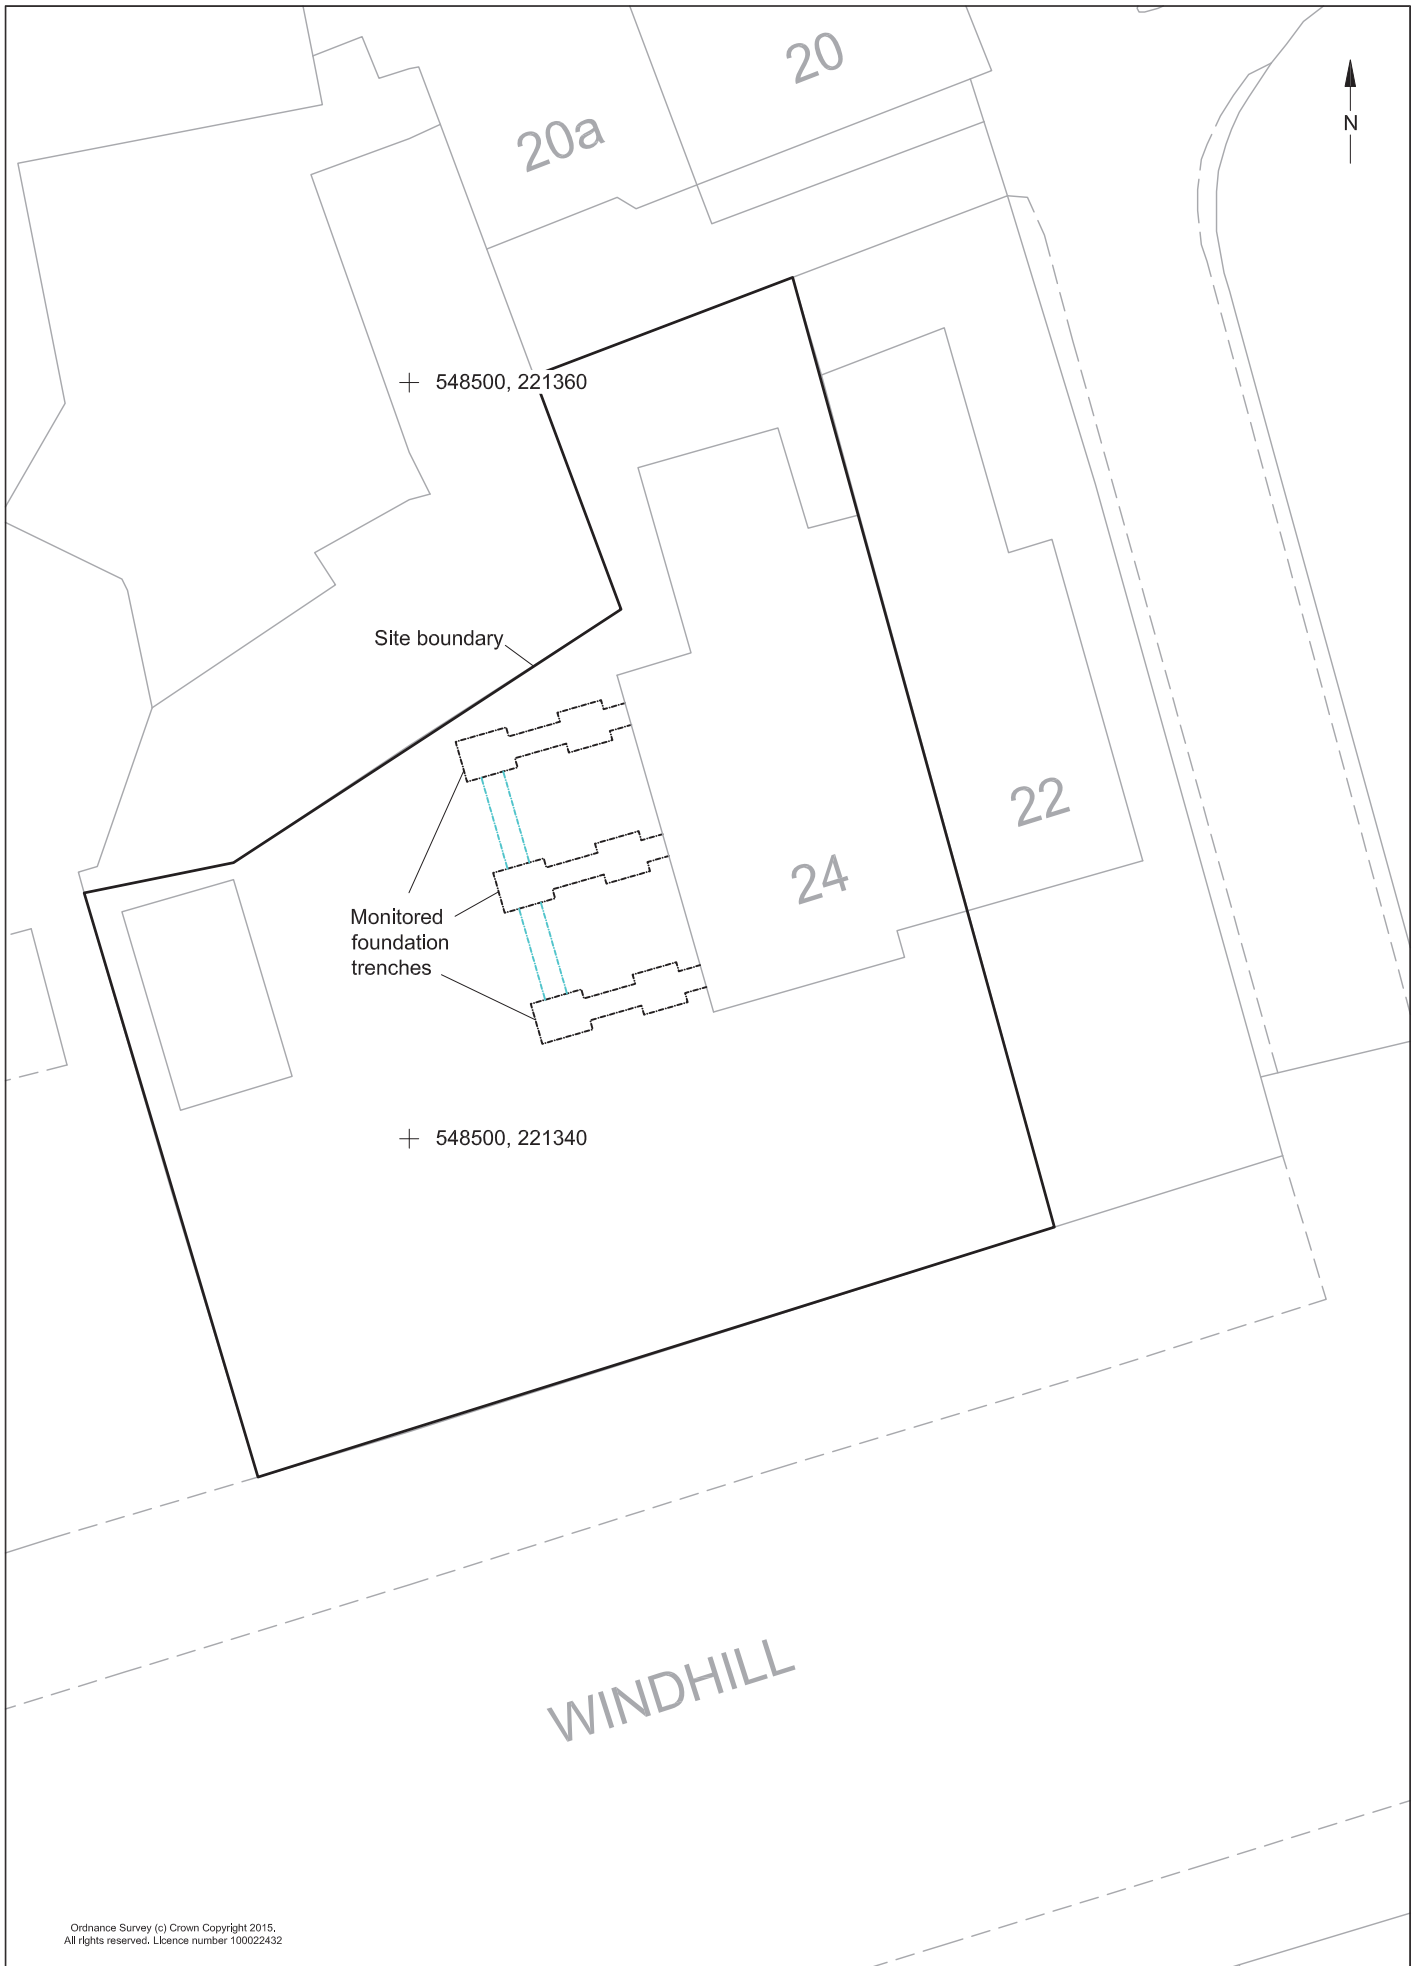 20
20a
N
548500, 221360
Site boundary
22
24
Monitored
foundation
trenches
548500, 221340
WINDHILL
Ordnance Survey (c) Crown Copyright 2015.
All rights reserved. Licence number 100022432